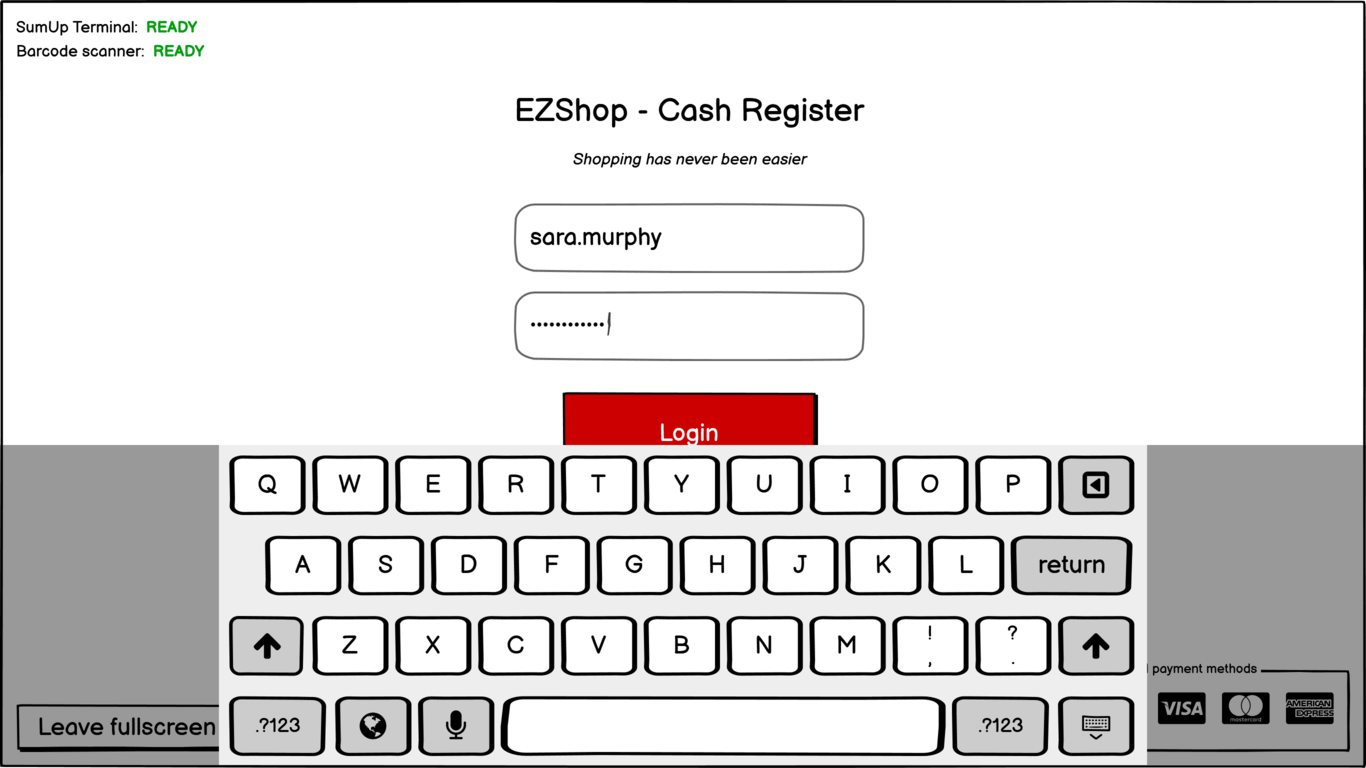 SumUp Terminal: READY
Barcode scanner: READY
EZShop - Cash Register
Shopping has never been easier
sara.murphy
••••••••••••
Login
Q W E R T Y U I O P
A S D F G H J K L return
Z X C V B N M ! , ? .
.?123 .?123
Leave fullscreen
payment methods
VISA mastercard AMERICAN EXPRESS